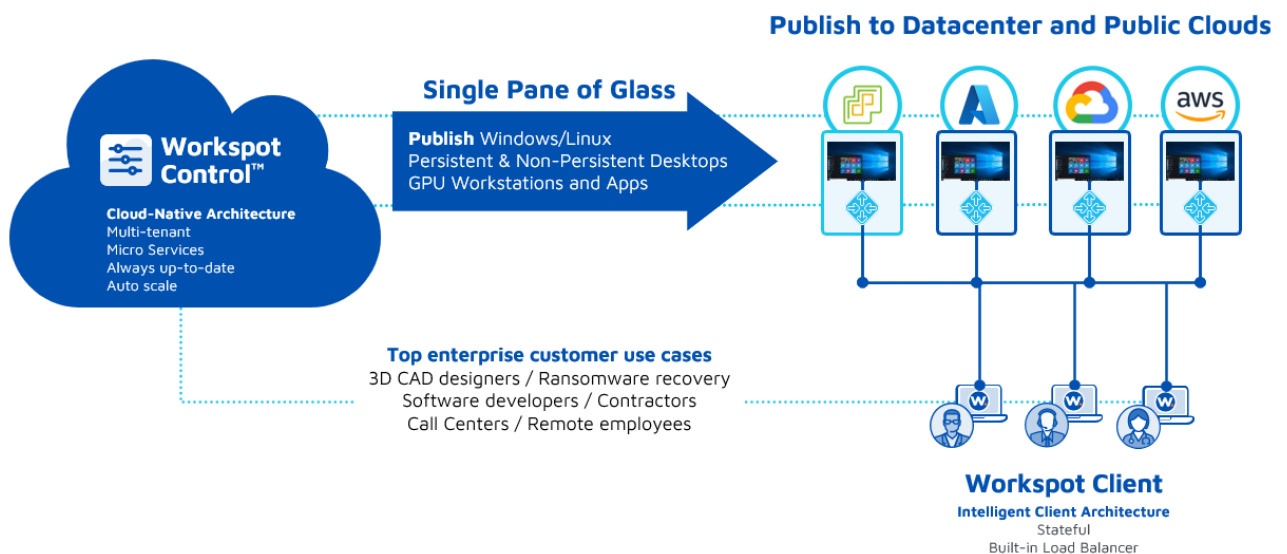 Publish to Datacenter and Public Clouds
Single Pane of Glass
aws
Publish Windows/Linux
Persistent & Non-Persistent Desktops
GPU Workstations and Apps
Workspot
Control™
Cloud-Native Architecture
Multi-tenant
Micro Services
Always up-to-date
Auto scale
Top enterprise customer use cases
3D CAD designers / Ransomware recovery
Software developers / Contractors
Call Centers / Remote employees
W
W
W
Workspot Client
Intelligent Client Architecture
Stateful
Built-in Load Balancer